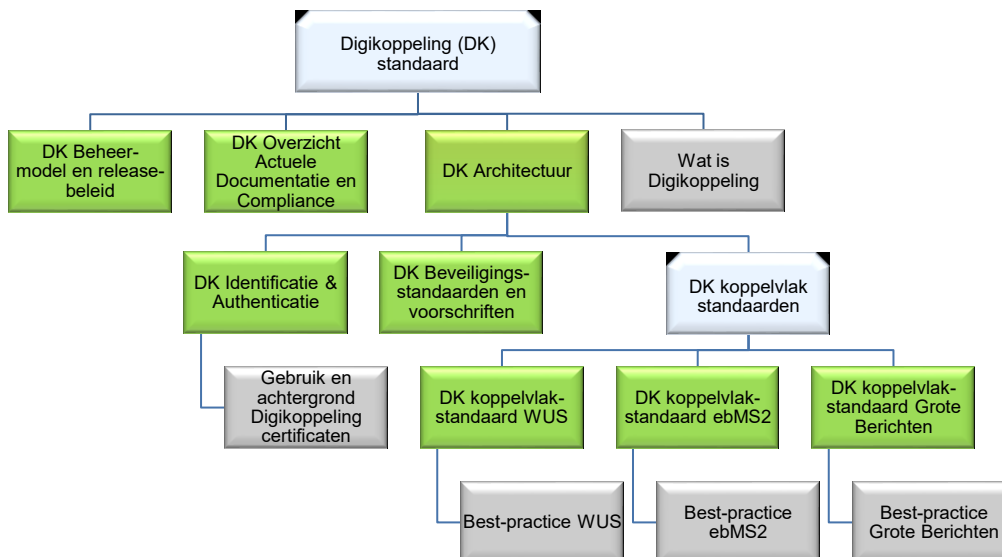 Digikoppeling (DK)
standaard
DK Beheer-
model en release-
beleid
DK Overzicht
Actuele
Documentatie en
Compliance
DK Architectuur
Wat is
Digikoppeling
DK Identificatie &
Authenticatie
DK Beveiligings-
standaarden en
voorschriften
DK koppelvlak
standaarden
Gebruik en
achtergrond
Digikoppeling
certificaten
DK koppelvlak-
standaard WUS
DK koppelvlak-
standaard ebMS2
DK koppelvlak-
standaard Grote
Berichten
Best-practice WUS
Best-practice
ebMS2
Best-practice
Grote Berichten